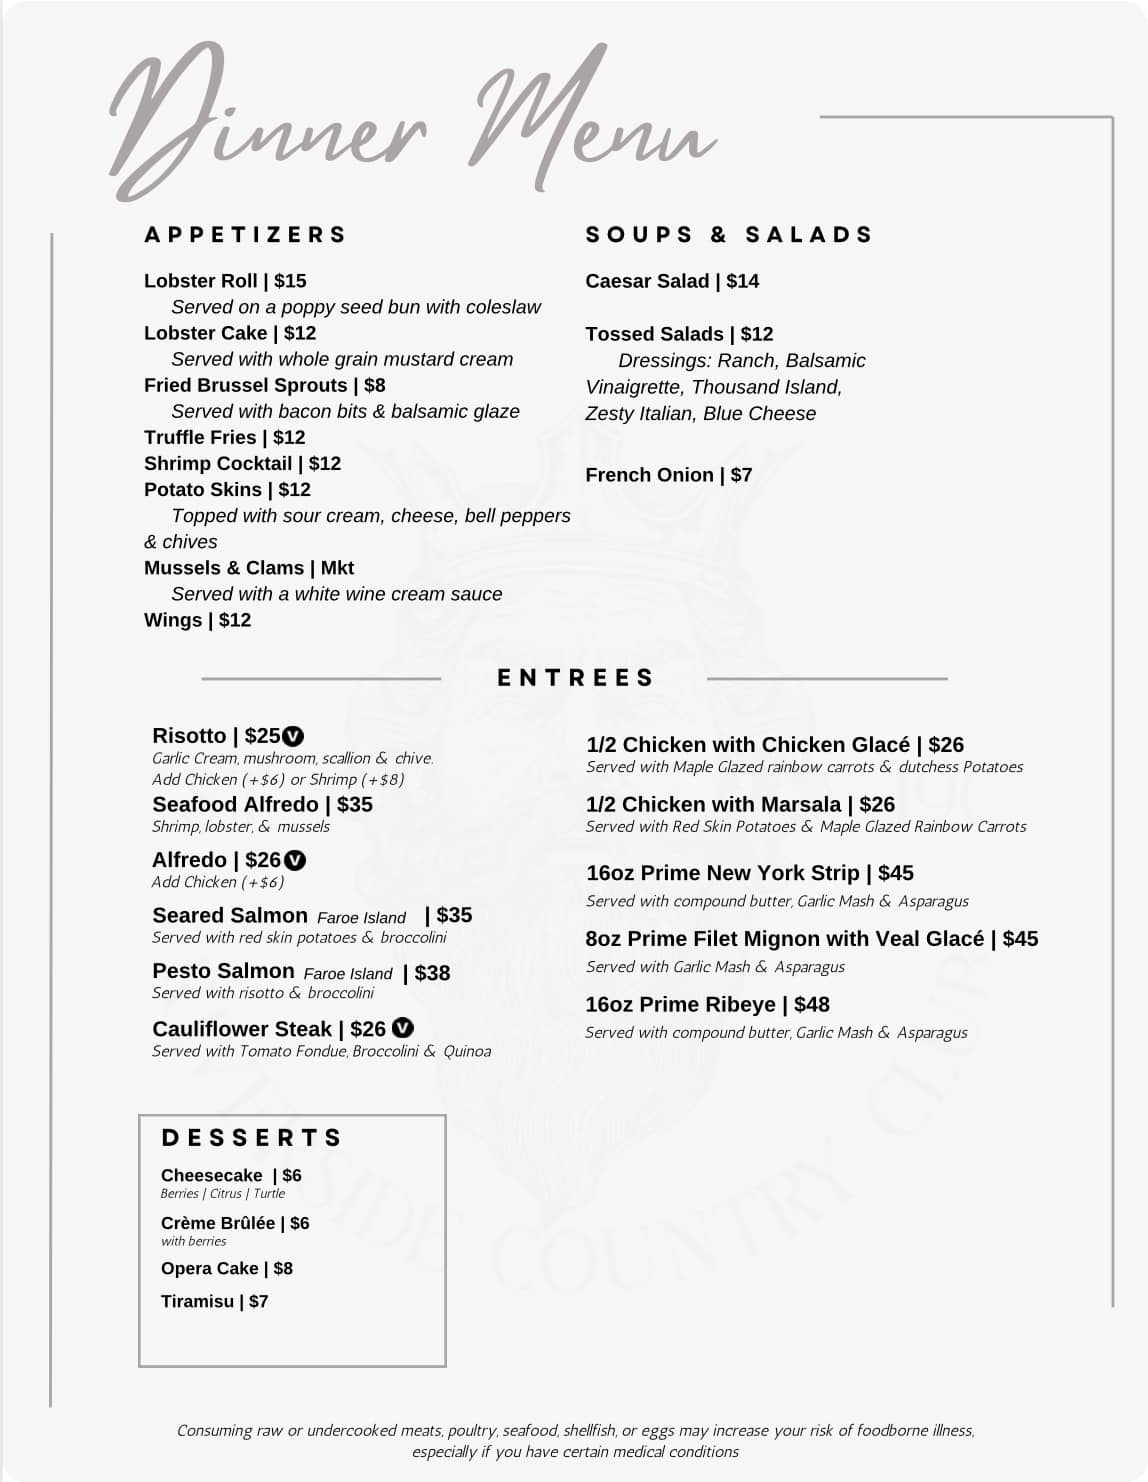 Dinner Menu
APPETIZERS
Lobster Roll | $15
Served on a poppy seed bun with coleslaw
Lobster Cake | $12
Served with whole grain mustard cream
Fried Brussel Sprouts | $8
Served with bacon bits & balsamic glaze
Truffle Fries | $12
Shrimp Cocktail | $12
Potato Skins | $12
Topped with sour cream, cheese, bell peppers
& chives
Mussels & Clams | Mkt
Served with a white wine cream sauce
Wings | $12
SOUPS & SALADS
Caesar Salad | $14
Tossed Salads | $12
Dressings: Ranch, Balsamic
Vinaigrette, Thousand Island,
Zesty Italian, Blue Cheese
French Onion | $7
ENTREES
Risotto | $25 V
Garlic Cream, mushroom, scallion & chive.
Add Chicken (+$6) or Shrimp (+$8)
Seafood Alfredo | $35
Shrimp, lobster, & mussels
Alfredo | $26 V
Add Chicken (+$6)
Seared Salmon Faroe Island | $35
Served with red skin potatoes & broccolini
Pesto Salmon Faroe Island | $38
Served with risotto & broccolini
Cauliflower Steak | $26 V
Served with Tomato Fondue, Broccolini & Quinoa
1/2 Chicken with Chicken Glacé | $26
Served with Maple Glazed rainbow carrots & dutchess Potatoes
1/2 Chicken with Marsala | $26
Served with Red Skin Potatoes & Maple Glazed Rainbow Carrots
16oz Prime New York Strip | $45
Served with compound butter, Garlic Mash & Asparagus
8oz Prime Filet Mignon with Veal Glacé | $45
Served with Garlic Mash & Asparagus
16oz Prime Ribeye | $48
Served with compound butter, Garlic Mash & Asparagus
DESSERTS
Cheesecake | $6
Berries | Citrus | Turtle
Crème Brûlée | $6
with berries
Opera Cake | $8
Tiramisu | $7
COUNTRY CLUB
Consuming raw or undercooked meats, poultry, seafood, shellfish, or eggs may increase your risk of foodborne illness,
especially if you have certain medical conditions